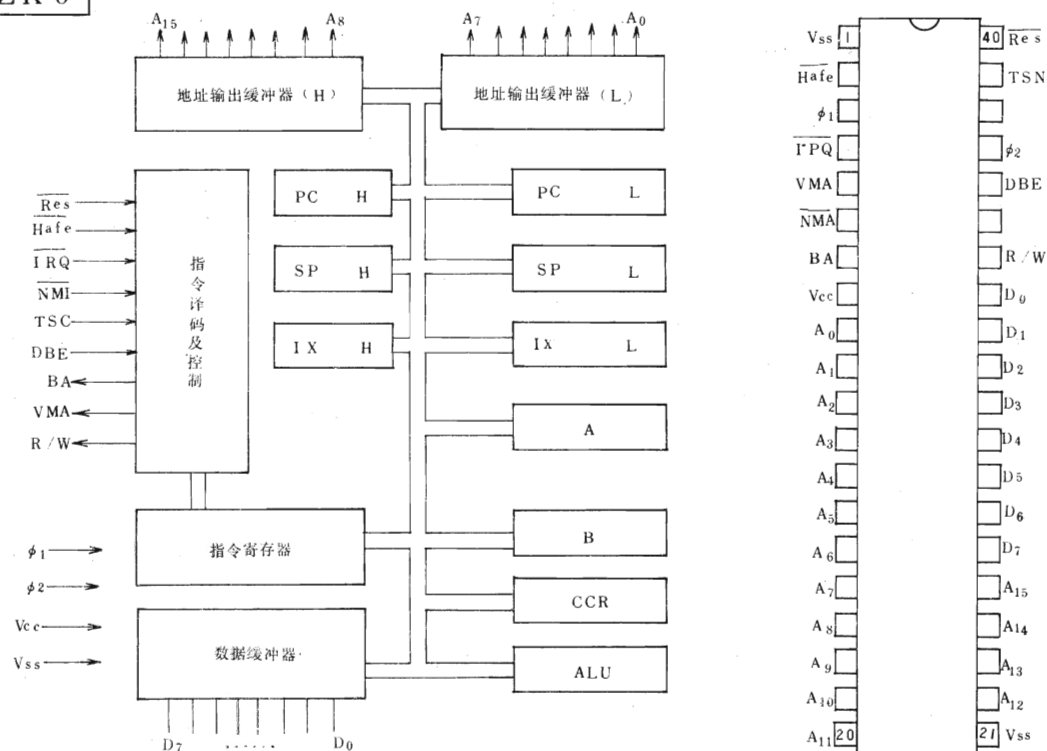 A15 A8 A7 A0
地址输出缓冲器(H)
地址输出缓冲器(L)
PC H
PC L
SP H
SP L
IX H
Ix L
A
B
CCR
ALU
指令译码及控制
指令寄存器
数据缓冲器
Res
Hafe
IRQ
NMI
TSC
DBE
BA
VMA
R/W
φ1
φ2
Vcc
Vss
D7 ...... D0
Vss 1
Hafe
φ1
VMA
NMA
BA
Vcc
A0
A1
A2
A3
A4
A5
A6
A7
A8
A9
A10
A11 20
40 Res
TSN
φ2
DBE
R/W
D0
D1
D2
D3
D4
D5
D6
D7
A15
A14
A13
A12
21 Vss